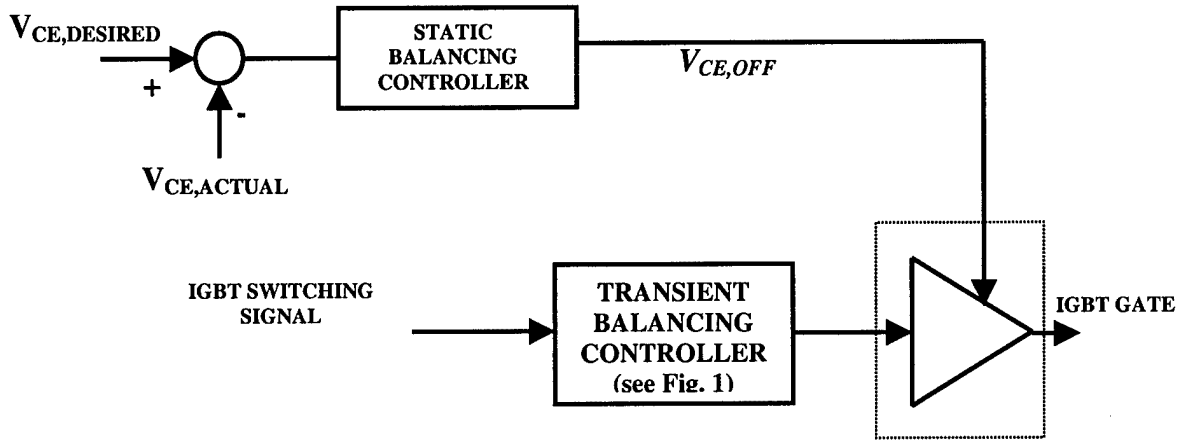 V_CE,DESIRED
+
-
V_CE,ACTUAL
STATIC
BALANCING
CONTROLLER
V_CE,OFF
IGBT SWITCHING
SIGNAL
TRANSIENT
BALANCING
CONTROLLER
(see Fig. 1)
IGBT GATE